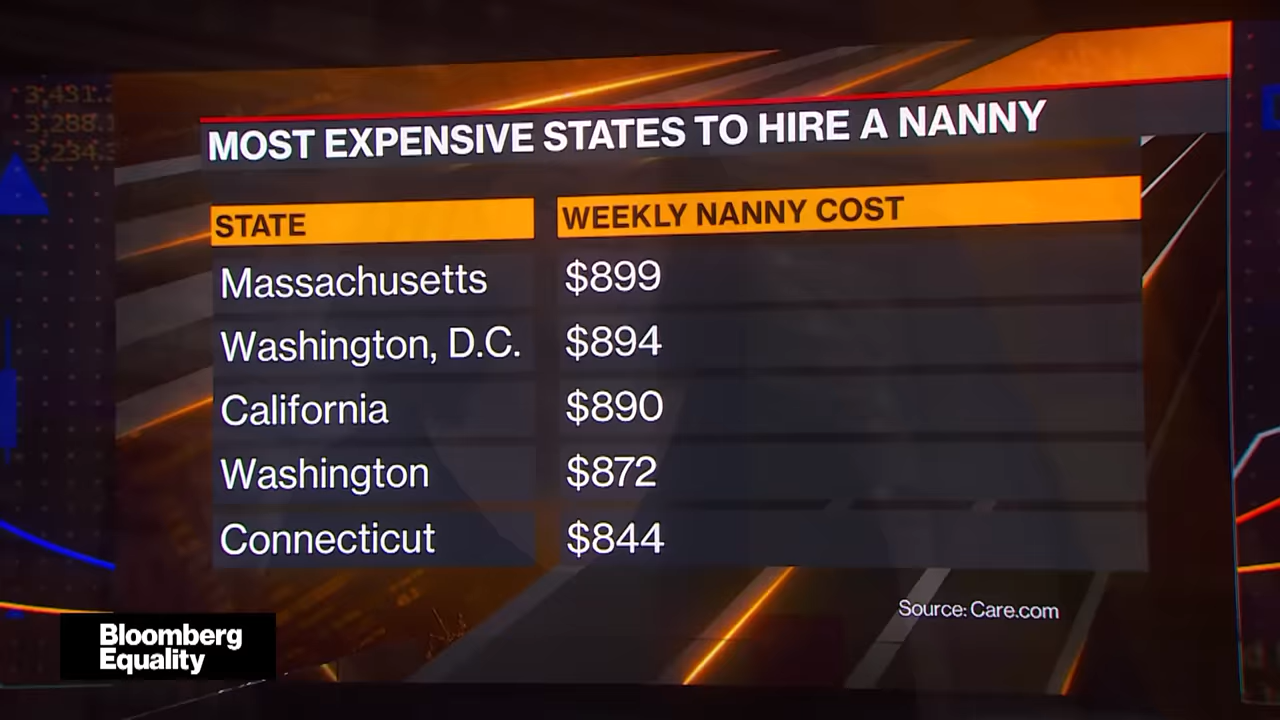 MOST EXPENSIVE STATES TO HIRE A NANNY
STATE WEEKLY NANNY COST
Massachusetts $899
Washington, D.C. $894
California $890
Washington $872
Connecticut $844
Source: Care.com
Bloomberg
Equality